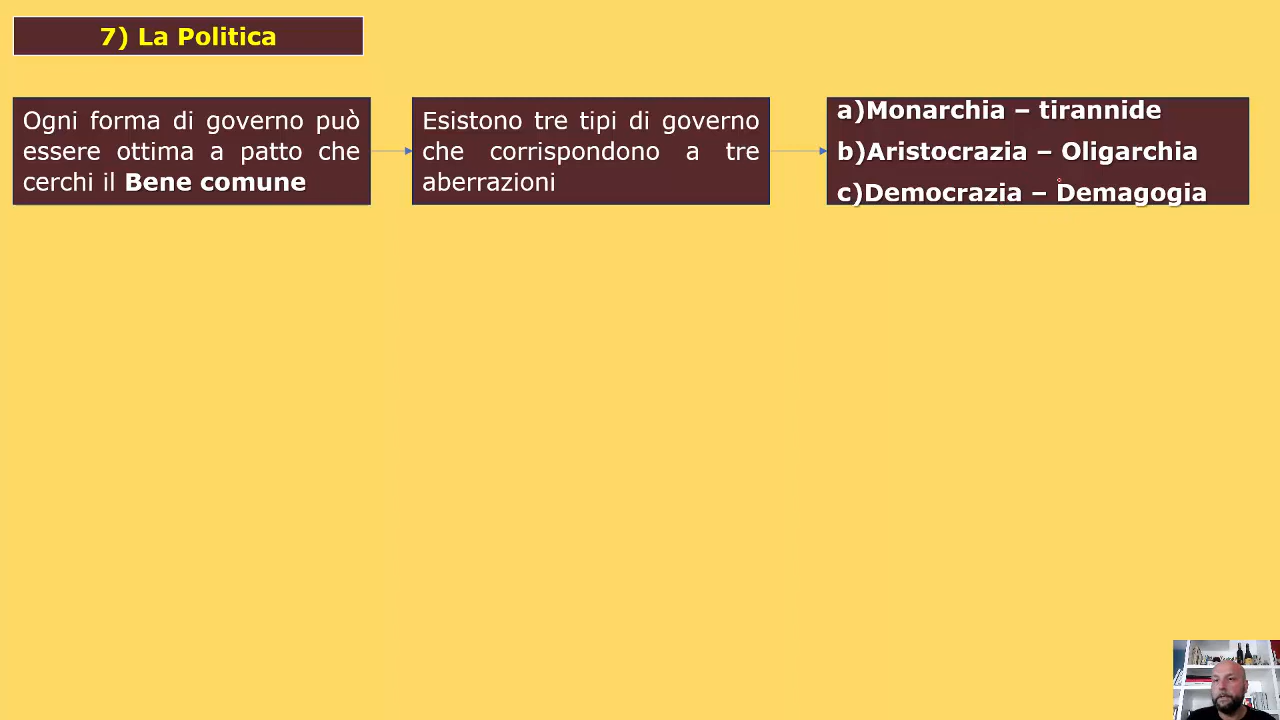 7) La Politica
Ogni forma di governo può
essere ottima a patto che
cerchi il Bene comune
Esistono tre tipi di governo
che corrispondono a tre
aberrazioni
a)Monarchia – tirannide
b)Aristocrazia – Oligarchia
c)Democrazia – Demagogia